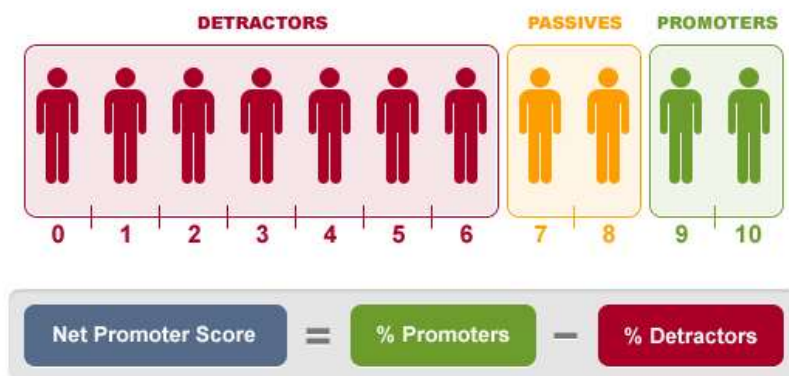 DETRACTORS PASSIVES PROMOTERS
0 1 2 3 4 5 6 7 8 9 10
Net Promoter Score = % Promoters – % Detractors